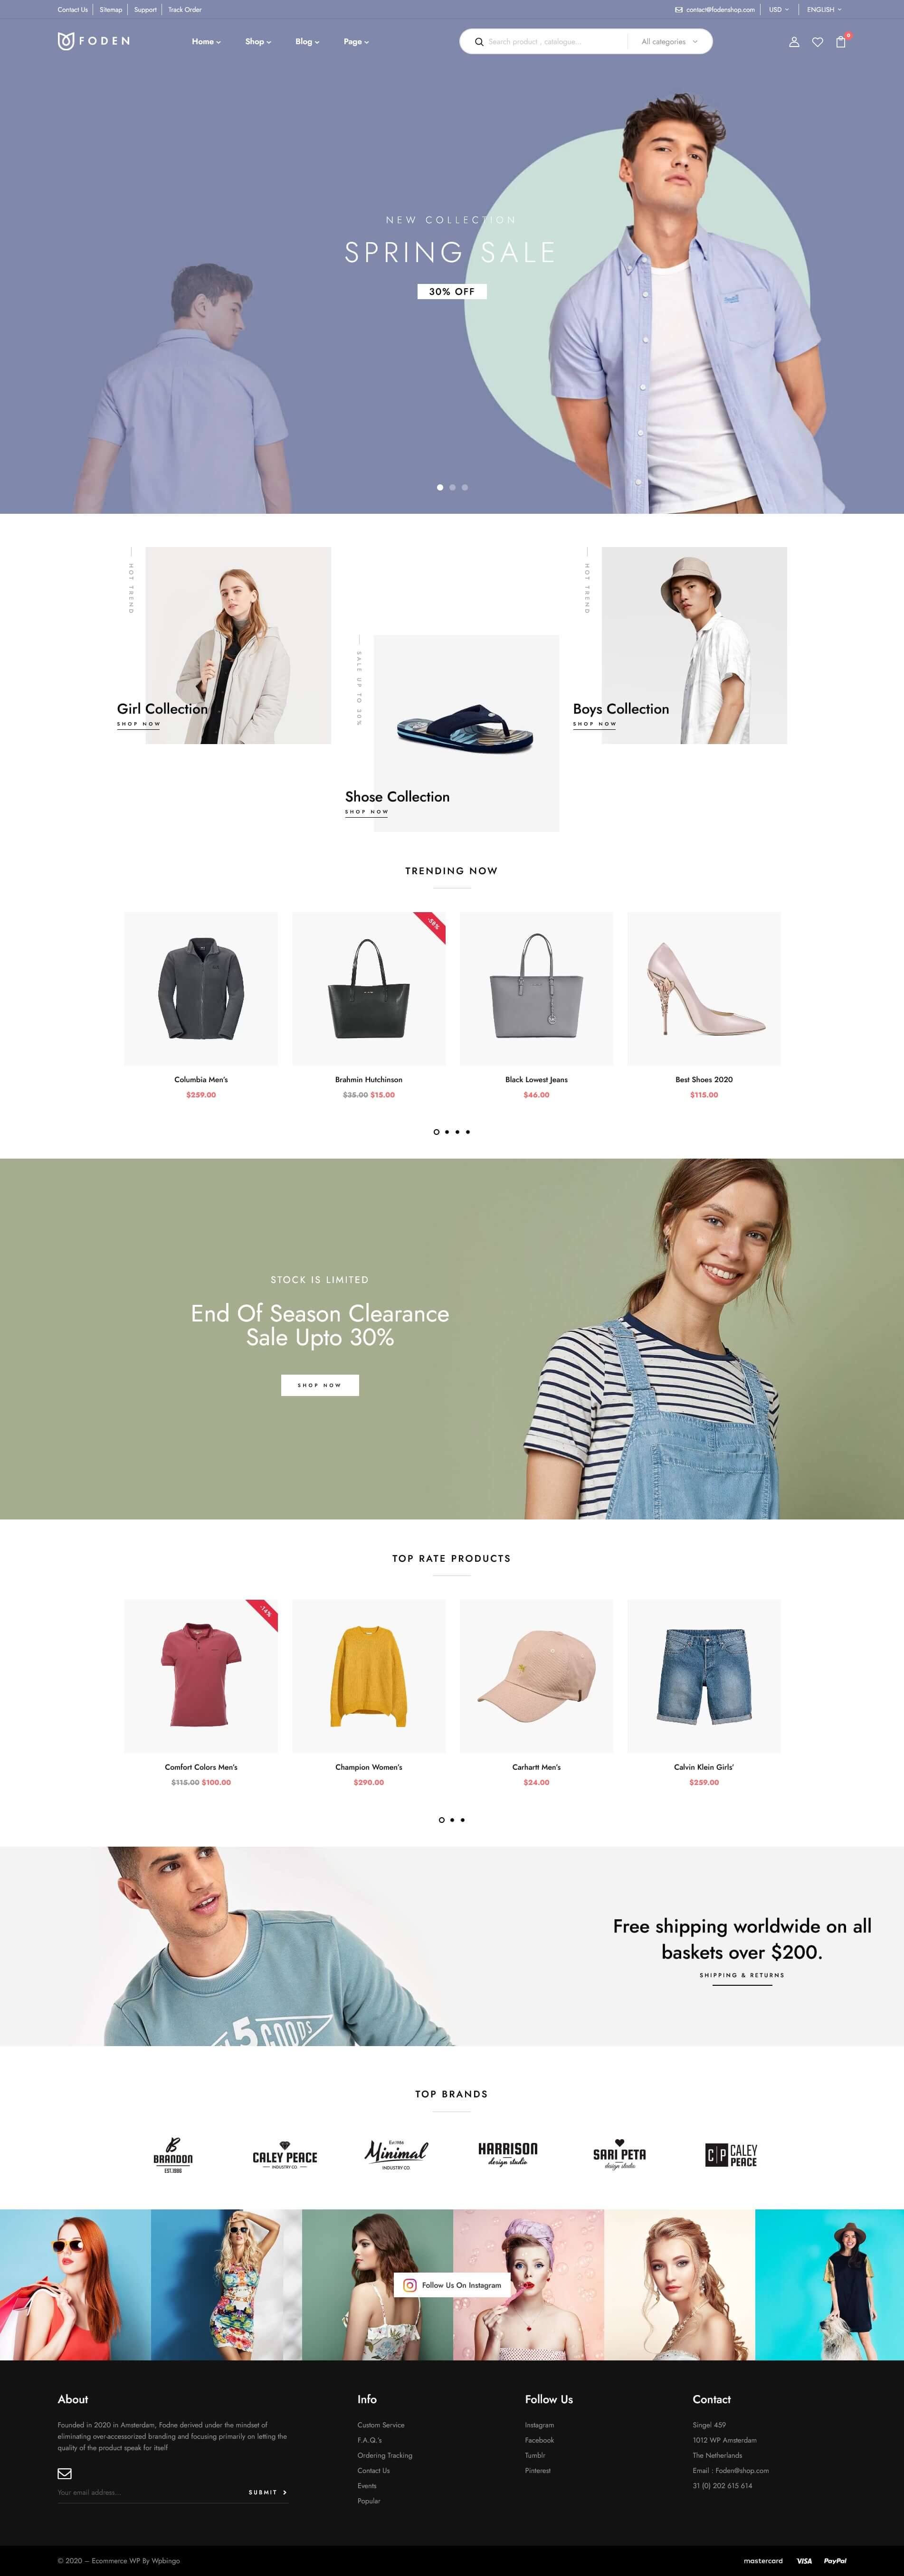 Contact Us
Sitemap
Support
Track Order
contact@fodenshop.com
USD
ENGLISH
FODEN
Home
Shop
Blog
Page
Search product , catalogue...
All categories
0
NEW COLLECTION
SPRING SALE
30% OFF
HOT TREND
Girl Collection
SHOP NOW
SALE UP TO 30%
Shose Collection
SHOP NOW
HOT TREND
Boys Collection
SHOP NOW
TRENDING NOW
-58%
Columbia Men's
$259.00
Brahmin Hutchinson
$35.00 $15.00
Black Lowest Jeans
$46.00
Best Shoes 2020
$115.00
STOCK IS LIMITED
End Of Season Clearance
Sale Upto 30%
SHOP NOW
TOP RATE PRODUCTS
Comfort Colors Men's
$115.00 $100.00
Champion Women's
$290.00
Carhartt Men's
$24.00
Calvin Klein Girls'
$259.00
5 GOODS
Free shipping worldwide on all
baskets over $200.
SHIPPING & RETURNS
TOP BRANDS
BRANDON
CALEY PEACE
INDUSTRY CO.
Minimal
INDUSTRY CO.
HARRISON
design studio
SARI PETA
design studio
CP CALEY
PEACE
Follow Us On Instagram
About
Founded in 2020 in Amsterdam, Fodne derived under the mindset of
eliminating over-accessorized branding and focusing primarily on letting the
quality of the product speak for itself
Your email address...
SUBMIT
Info
Custom Service
F.A.Q.'s
Ordering Tracking
Contact Us
Events
Popular
Follow Us
Instagram
Facebook
Tumblr
Pinterest
Contact
Singel 459
1012 WP Amsterdam
The Netherlands
Email : Foden@shop.com
31 (0) 202 615 614
© 2020 – Ecommerce WP By Wpbingo
mastercard
VISA
PayPal